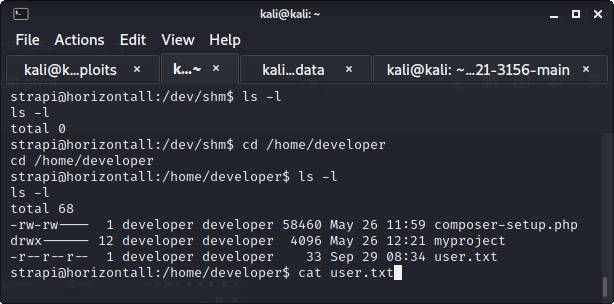 kali@kali: ~
File Actions Edit View Help
kali@k...ploits × k...~ × kali...data × kali@kali: ~...21-3156-main ×
strapi@horizontall:/dev/shm$ ls -l
ls -l
total 0
strapi@horizontall:/dev/shm$ cd /home/developer
cd /home/developer
strapi@horizontall:/home/developer$ ls -l
ls -l
total 68
-rw-rw---- 1 developer developer 58460 May 26 11:59 composer-setup.php
drwx------ 12 developer developer 4096 May 26 12:21 myproject
-r--r--r-- 1 developer developer 33 Sep 29 08:34 user.txt
strapi@horizontall:/home/developer$ cat user.txt